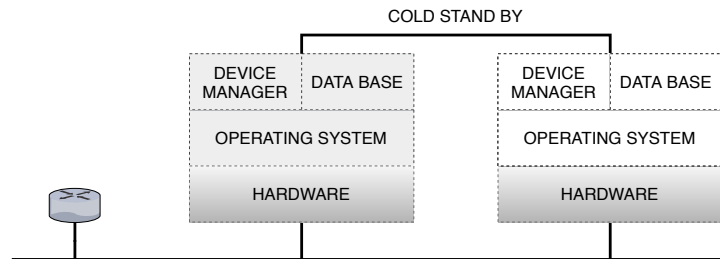 COLD STAND BY
DEVICE
MANAGER
DATA BASE
OPERATING SYSTEM
HARDWARE
DEVICE
MANAGER
DATA BASE
OPERATING SYSTEM
HARDWARE